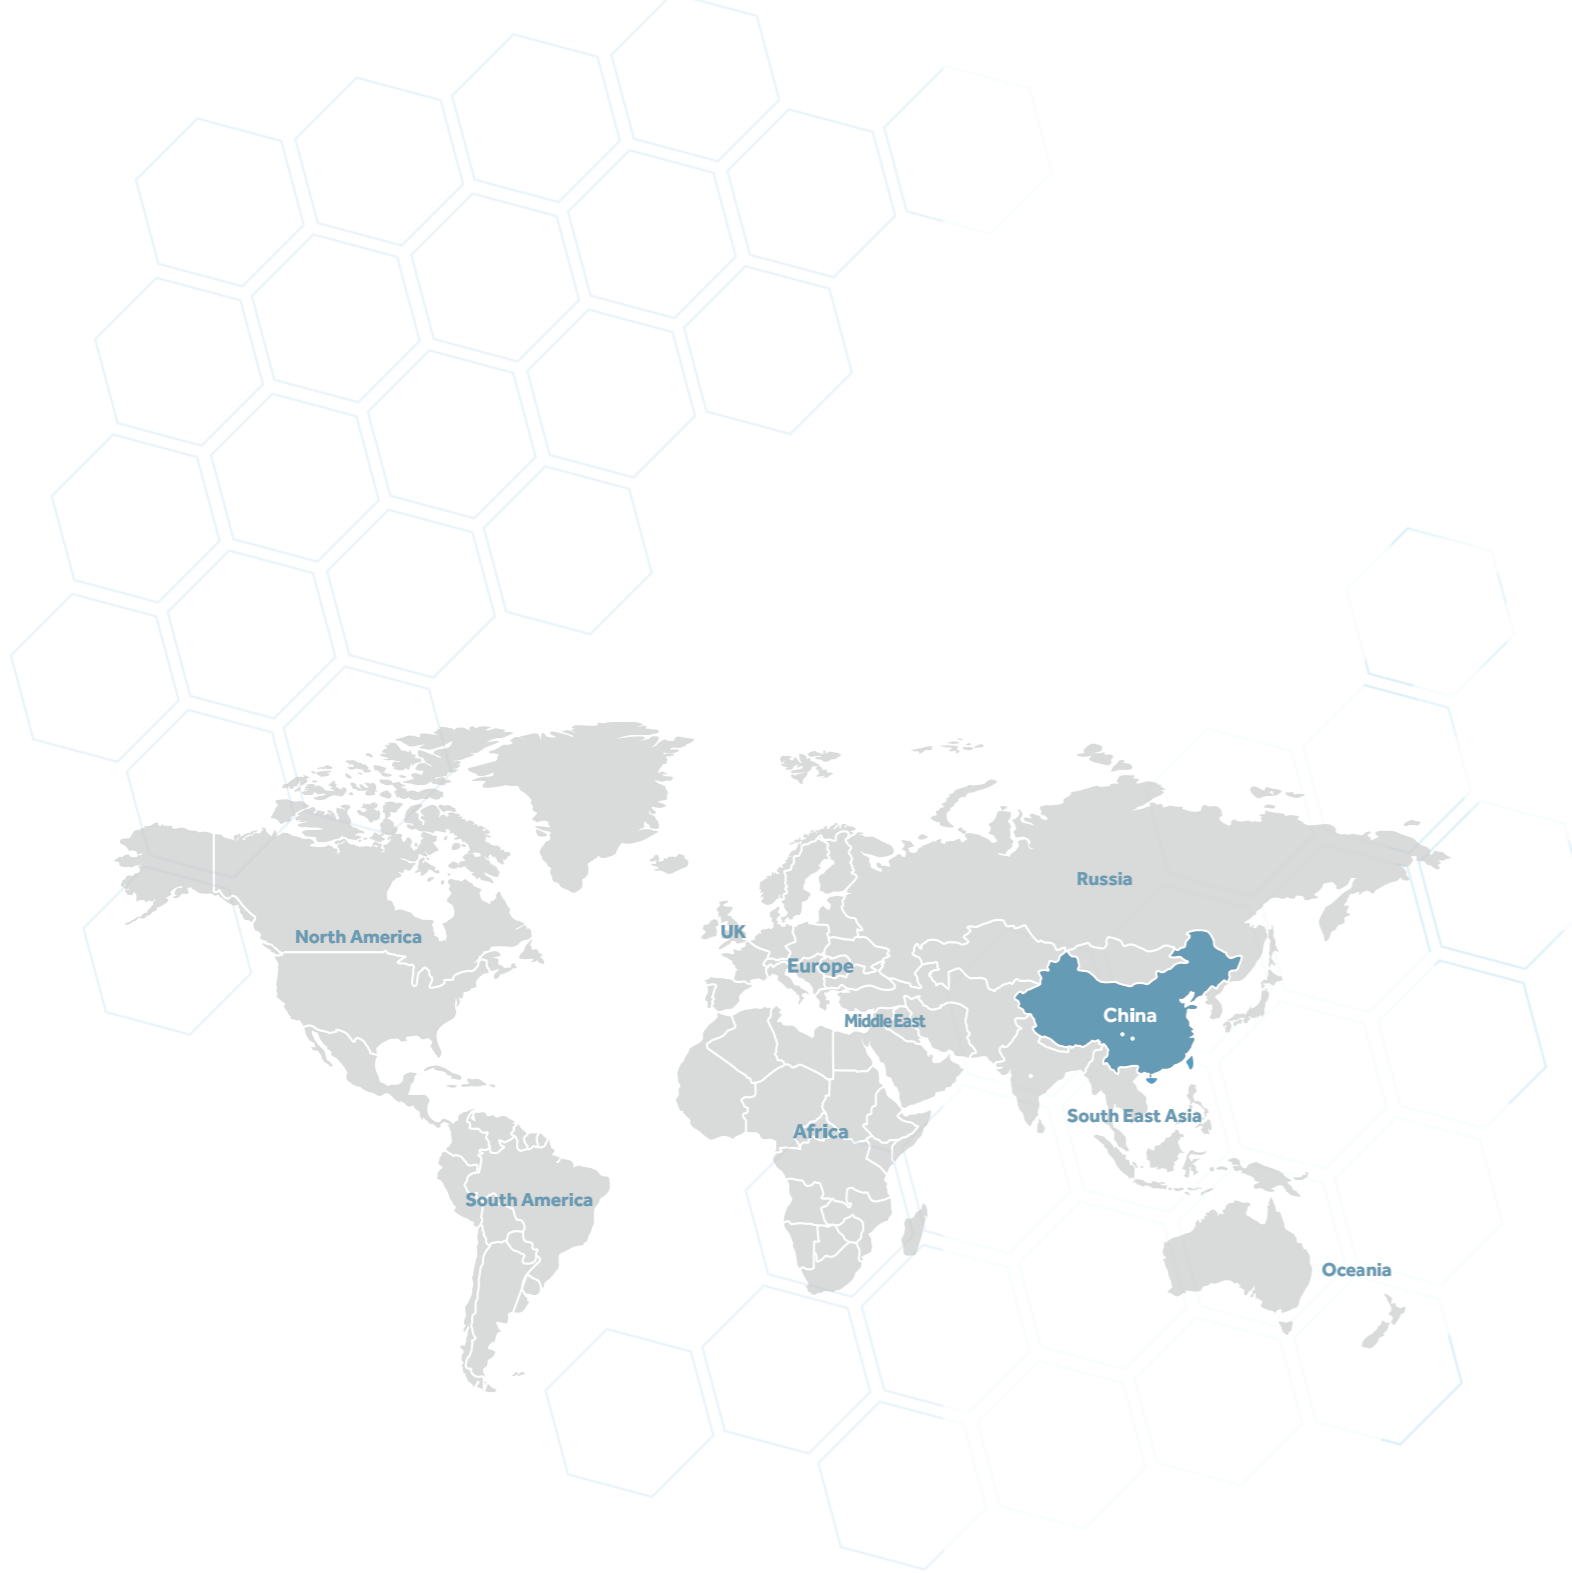 Russia
North America
UK
Europe
China
Middle East
South East Asia
Africa
South America
Oceania